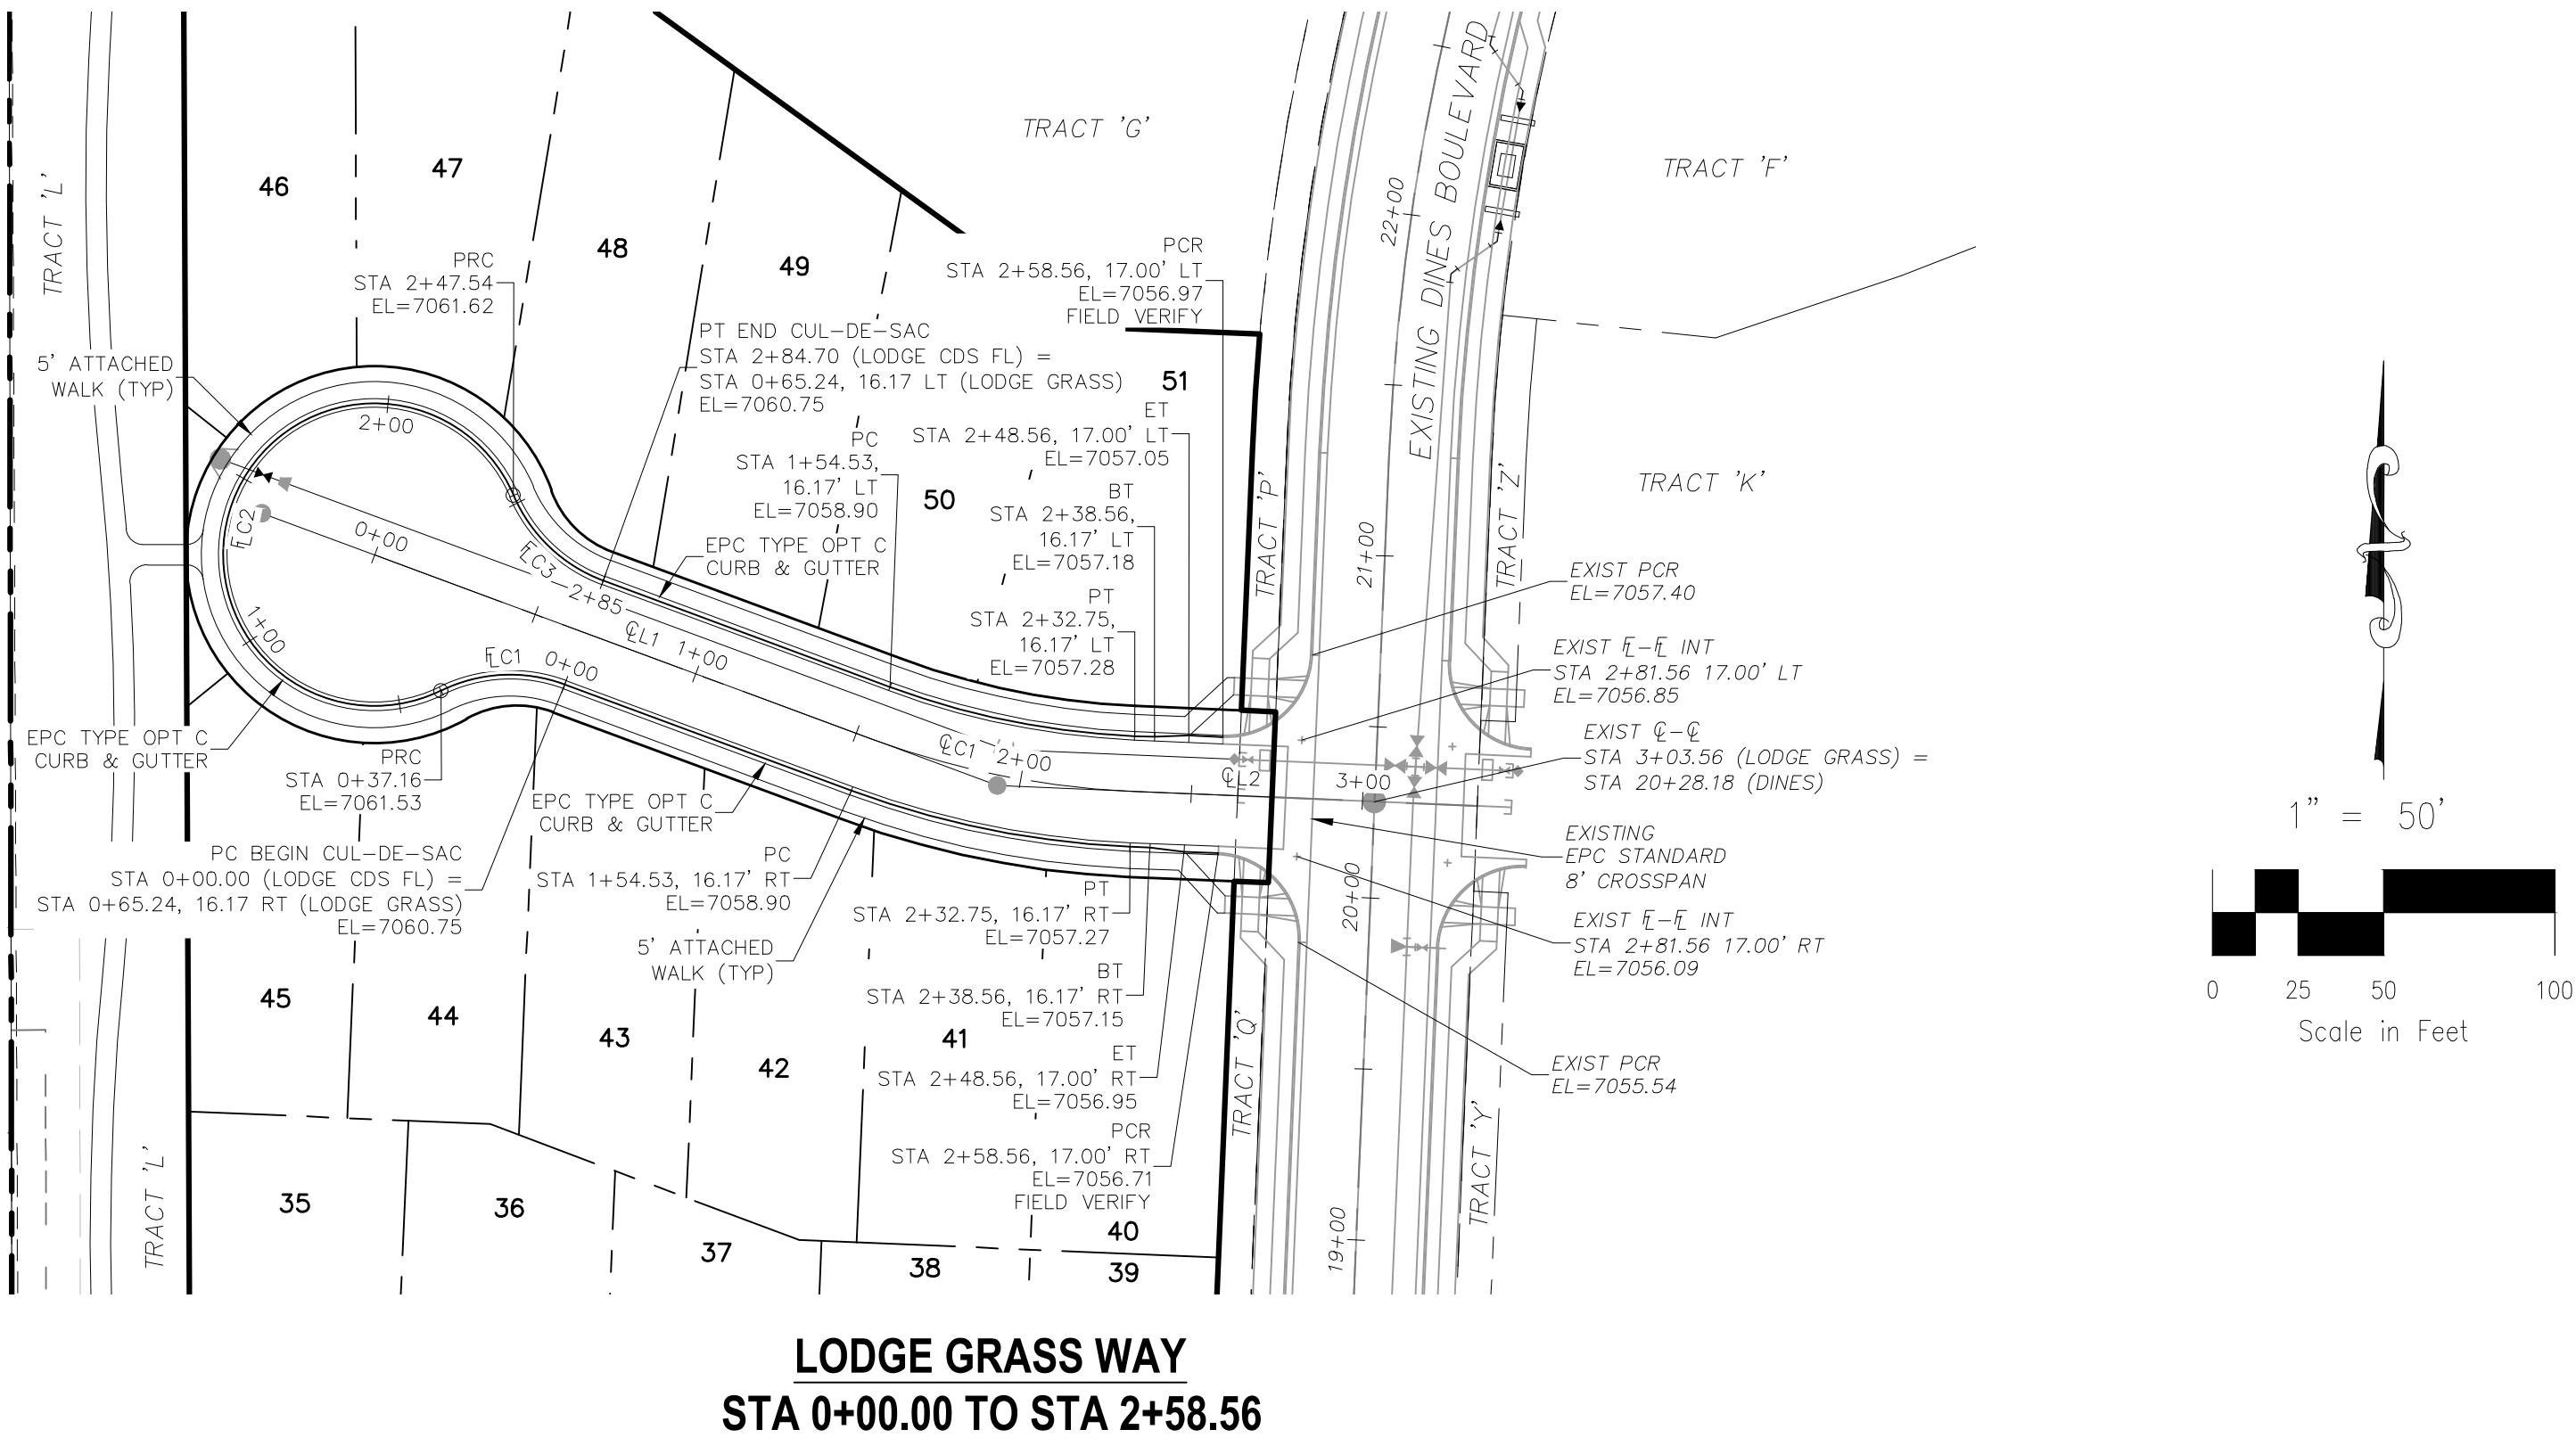 TRACT 'L'
46
47
48
49
TRACT 'G'
EXISTING DINES BOULEVARD
TRACT 'F'
22+00
PRC
STA 2+47.54
EL=7061.62
PCR
STA 2+58.56, 17.00' LT
EL=7056.97
FIELD VERIFY
5' ATTACHED
WALK (TYP)
PT END CUL-DE-SAC
STA 2+84.70 (LODGE CDS FL) =
STA 0+65.24, 16.17 LT (LODGE GRASS)
EL=7060.75
51
2+00
ET
STA 2+48.56, 17.00' LT
EL=7057.05
PC
STA 1+54.53,
16.17' LT
EL=7058.90
50
BT
STA 2+38.56,
16.17' LT
EL=7057.18
TRACT 'P'
TRACT 'Z'
TRACT 'K'
21+00
FLC2
0+00
FLC3
2+85
EPC TYPE OPT C
CURB & GUTTER
PT
STA 2+32.75,
16.17' LT
EL=7057.28
EXIST PCR
EL=7057.40
1+00
CL1
1+00
FLC1
0+00
EXIST FL-FL INT
STA 2+81.56 17.00' LT
EL=7056.85
EXIST CL-CL
STA 3+03.56 (LODGE GRASS) =
STA 20+28.18 (DINES)
CLC1
2+00
CLL2
3+00
EPC TYPE OPT C
CURB & GUTTER
PRC
STA 0+37.16
EL=7061.53
EPC TYPE OPT C
CURB & GUTTER
EXISTING
EPC STANDARD
8' CROSSPAN
PC BEGIN CUL-DE-SAC
STA 0+00.00 (LODGE CDS FL) =
STA 0+65.24, 16.17 RT (LODGE GRASS)
EL=7060.75
PC
STA 1+54.53, 16.17' RT
EL=7058.90
PT
STA 2+32.75, 16.17' RT
EL=7057.27
20+00
EXIST FL-FL INT
STA 2+81.56 17.00' RT
EL=7056.09
5' ATTACHED
WALK (TYP)
BT
STA 2+38.56, 16.17' RT
EL=7057.15
45
44
43
42
41
ET
STA 2+48.56, 17.00' RT
EL=7056.95
TRACT 'Q'
EXIST PCR
EL=7055.54
PCR
STA 2+58.56, 17.00' RT
EL=7056.71
FIELD VERIFY
TRACT 'Y'
TRACT 'L'
35
36
37
38
40
39
19+00
1" = 50'
0 25 50 100
Scale in Feet
LODGE GRASS WAY
STA 0+00.00 TO STA 2+58.56